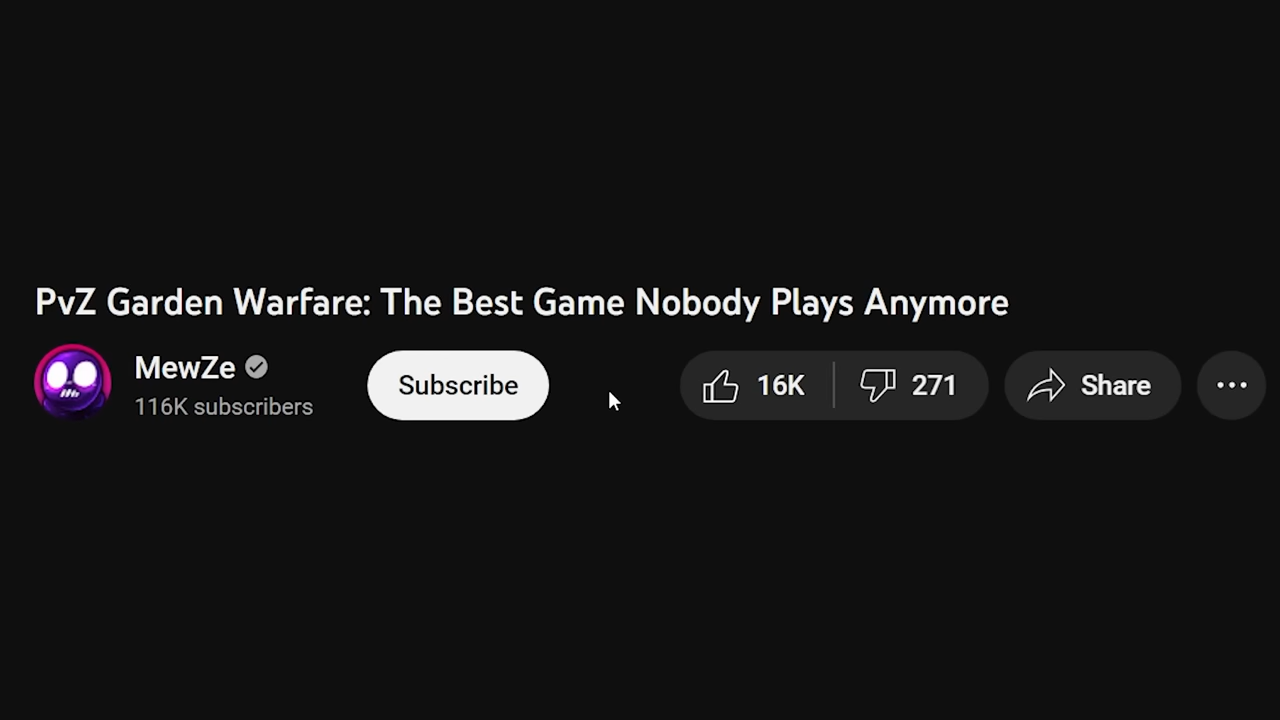 PvZ Garden Warfare: The Best Game Nobody Plays Anymore
MewZe
116K subscribers
Subscribe
16K
271
Share